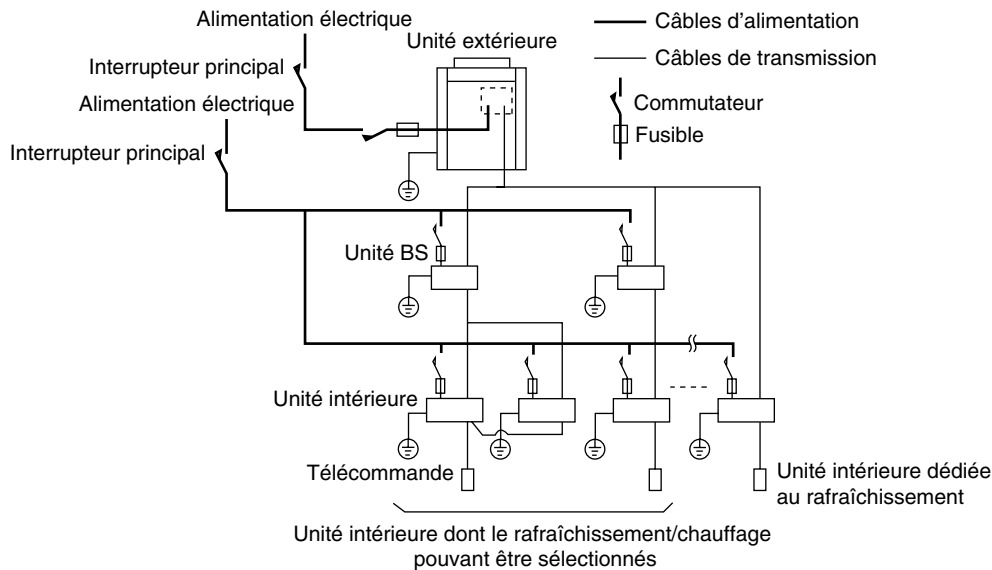 Alimentation électrique
Unité extérieure
Câbles d'alimentation
Câbles de transmission
Interrupteur principal
Commutateur
Alimentation électrique
Fusible
Interrupteur principal
Unité BS
Unité intérieure
Télécommande
Unité intérieure dédiée
au rafraîchissement
Unité intérieure dont le rafraîchissement/chauffage
pouvant être sélectionnés